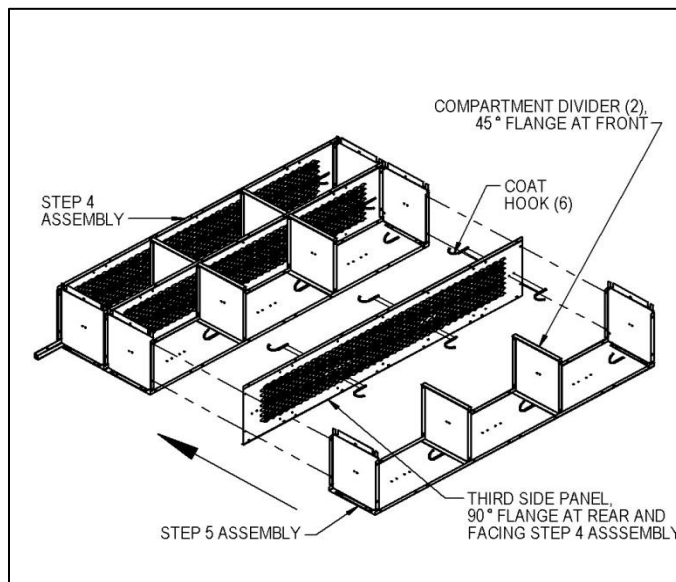 COMPARTMENT DIVIDER (2),
45° FLANGE AT FRONT
STEP 4
ASSEMBLY
COAT
HOOK (6)
THIRD SIDE PANEL,
90° FLANGE AT REAR AND
FACING STEP 4 ASSSEMBLY
STEP 5 ASSEMBLY